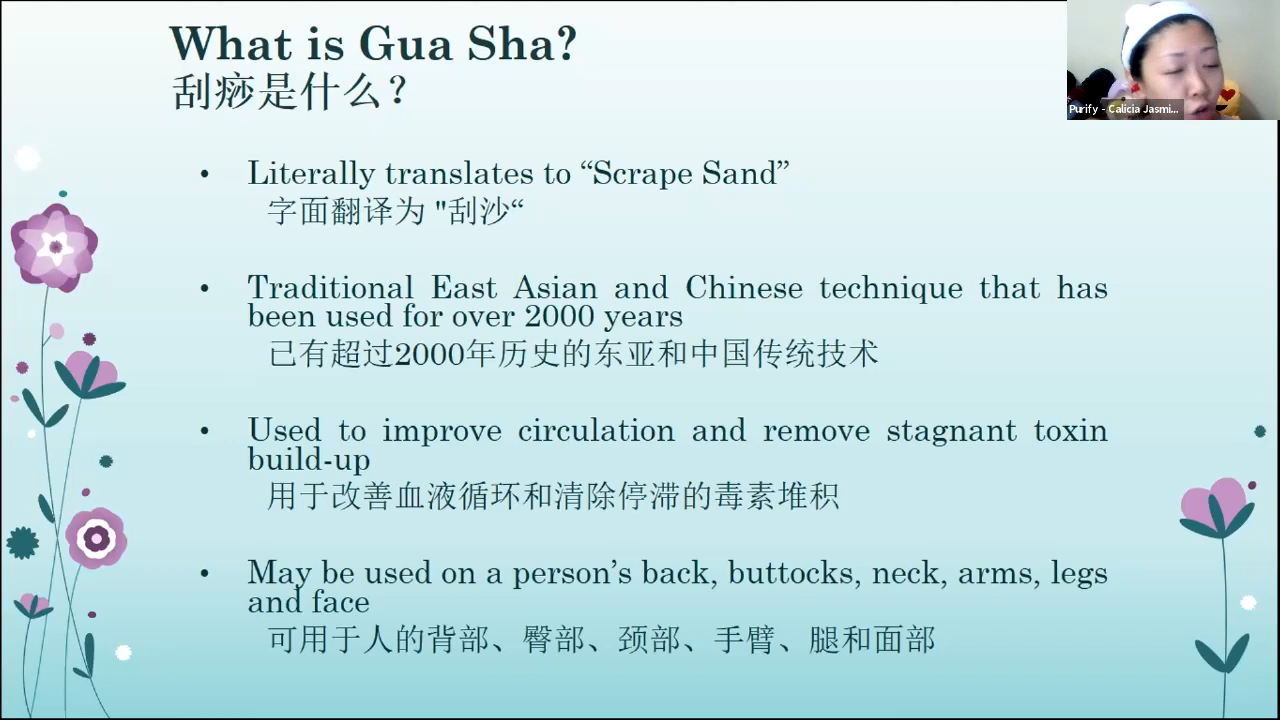 What is Gua Sha?
刮痧是什么？
Purify - Calicia Jasmi...
• Literally translates to “Scrape Sand”
字面翻译为 "刮沙“
• Traditional East Asian and Chinese technique that has
been used for over 2000 years
已有超过2000年历史的东亚和中国传统技术
• Used to improve circulation and remove stagnant toxin
build-up
用于改善血液循环和清除停滞的毒素堆积
• May be used on a person’s back, buttocks, neck, arms, legs
and face
可用于人的背部、臀部、颈部、手臂、腿和面部